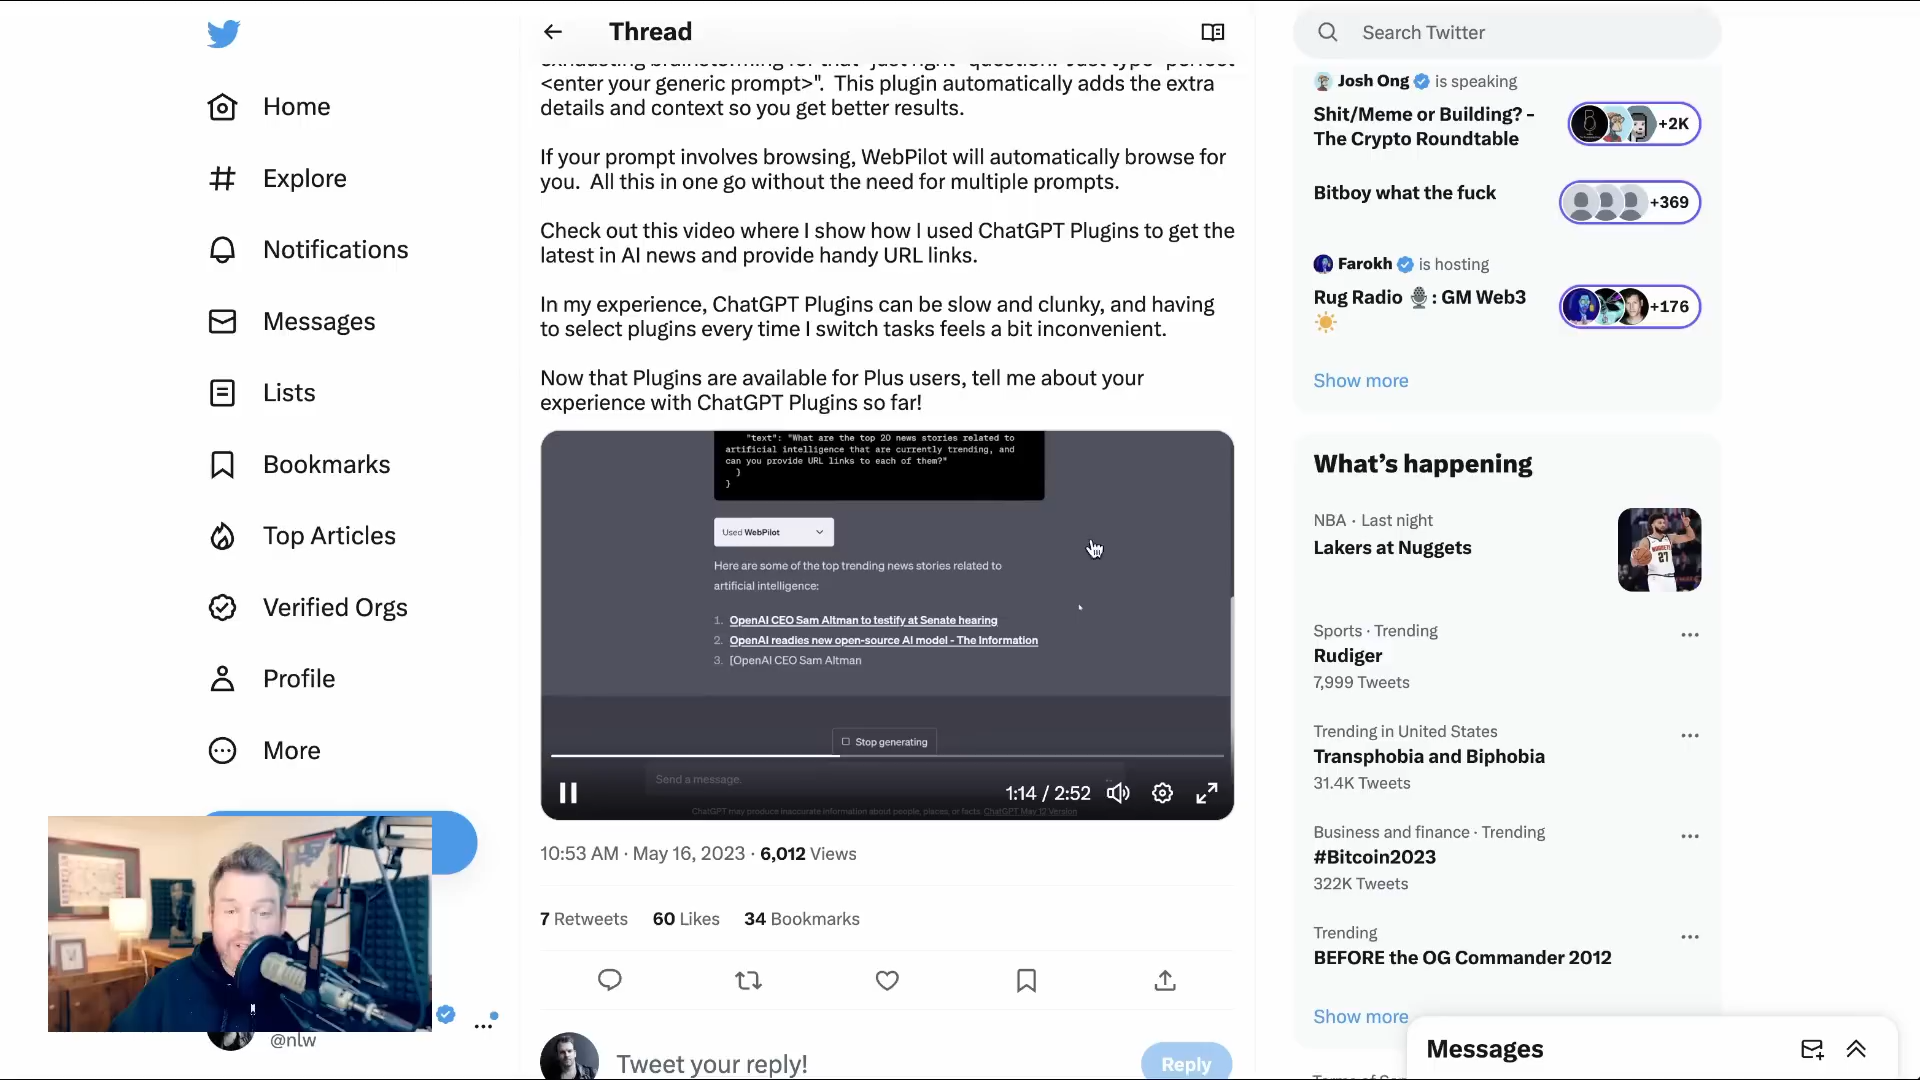 Home
Explore
Notifications
Messages
Lists
Bookmarks
Top Articles
Verified Orgs
Profile
More
@nlw
Thread
<enter your generic prompt>". This plugin automatically adds the extra
details and context so you get better results.
If your prompt involves browsing, WebPilot will automatically browse for
you. All this in one go without the need for multiple prompts.
Check out this video where I show how I used ChatGPT Plugins to get the
latest in AI news and provide handy URL links.
In my experience, ChatGPT Plugins can be slow and clunky, and having
to select plugins every time I switch tasks feels a bit inconvenient.
Now that Plugins are available for Plus users, tell me about your
experience with ChatGPT Plugins so far!
"text": "What are the top 20 news stories related to
artificial intelligence that are currently trending, and
can you provide URL links to each of them?"
}
}
Used WebPilot
Here are some of the top trending news stories related to
artificial intelligence:
1. OpenAI CEO Sam Altman to testify at Senate hearing
2. OpenAI readies new open-source AI model - The Information
3. [OpenAI CEO Sam Altman
Stop generating
Send a message.
1:14 / 2:52
ChatGPT may produce inaccurate information about people, places, or facts. ChatGPT May 12 Version
10:53 AM · May 16, 2023 · 6,012 Views
7 Retweets 60 Likes 34 Bookmarks
Tweet your reply!
Reply
Search Twitter
Josh Ong is speaking
Shit/Meme or Building? -
The Crypto Roundtable
+2K
Bitboy what the fuck
+369
Farokh is hosting
Rug Radio 🎙️: GM Web3
☀️
+176
Show more
What's happening
NBA · Last night
Lakers at Nuggets
Sports · Trending
Rudiger
7,999 Tweets
Trending in United States
Transphobia and Biphobia
31.4K Tweets
Business and finance · Trending
#Bitcoin2023
322K Tweets
Trending
BEFORE the OG Commander 2012
Show more
Messages